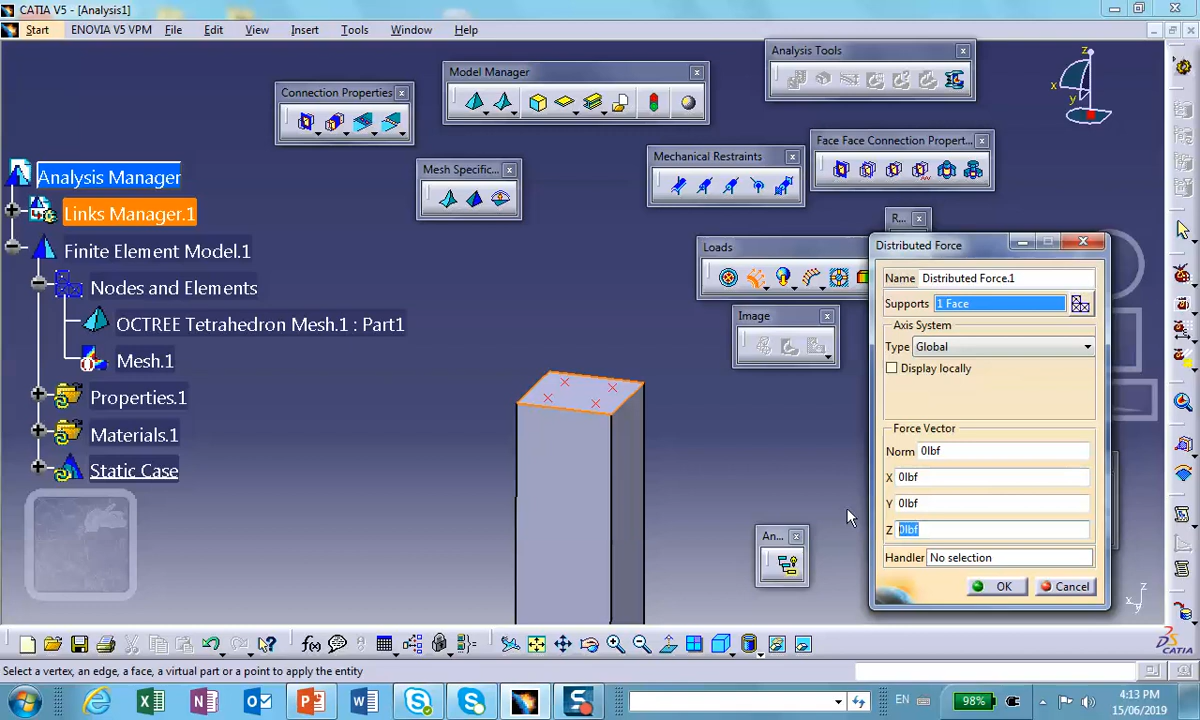 CATIA V5 - [Analysis1]
Start ENOVIA V5 VPM File Edit View Insert Tools Window Help
Analysis Tools
Model Manager
Connection Properties
Face Face Connection Propert...
Mechanical Restraints
Mesh Specific...
R...
Loads
Image
An...
z
x
y
Analysis Manager
Links Manager.1
Finite Element Model.1
Nodes and Elements
OCTREE Tetrahedron Mesh.1 : Part1
Mesh.1
Properties.1
Materials.1
Static Case
Distributed Force
Name Distributed Force.1
Supports 1 Face
Axis System
Type Global
Display locally
Force Vector
Norm 0lbf
X 0lbf
Y 0lbf
Z 0lbf
Handler No selection
OK Cancel
z
x
y
f(x)
CATIA
Select a vertex, an edge, a face, a virtual part or a point to apply the entity
EN 98% 4:13 PM
15/06/2019